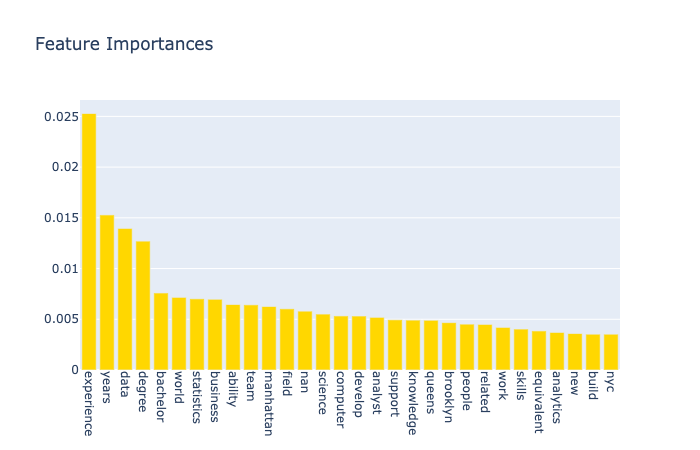 Feature Importances
0.025
0.02
0.015
0.01
0.005
0
experience
years
data
degree
bachelor
world
statistics
business
ability
team
manhattan
field
nan
science
computer
develop
analyst
support
knowledge
queens
brooklyn
people
related
work
skills
equivalent
analytics
new
build
nyc